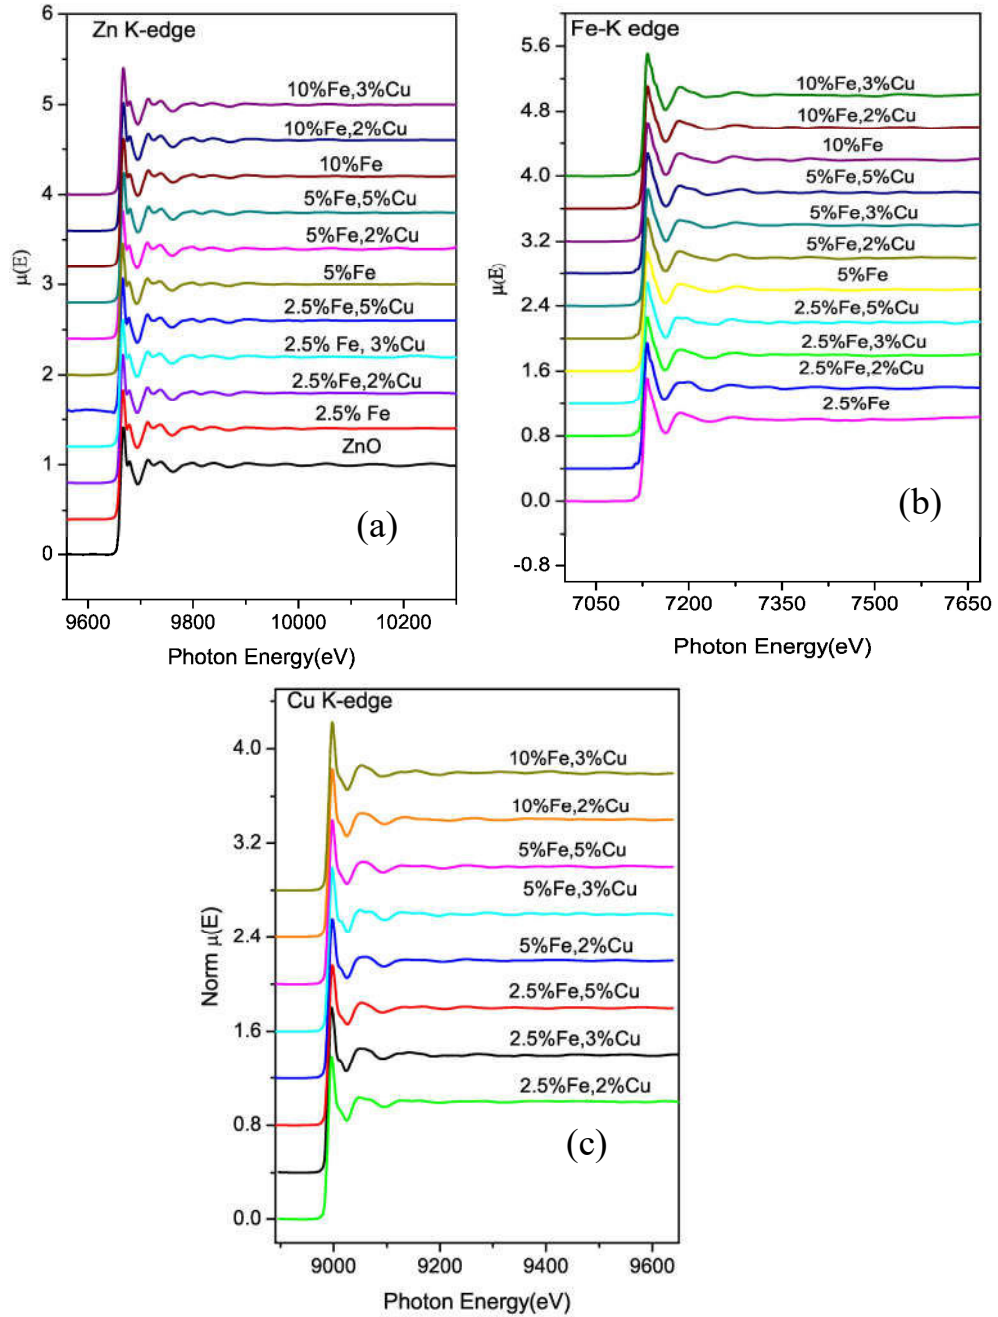 Zn K-edge
6
5
4
3
2
1
0
μ(E)
10%Fe,3%Cu
10%Fe,2%Cu
10%Fe
5%Fe,5%Cu
5%Fe,2%Cu
5%Fe
2.5%Fe,5%Cu
2.5% Fe, 3%Cu
2.5%Fe,2%Cu
2.5% Fe
ZnO
(a)
9600 9800 10000 10200
Photon Energy(eV)
Fe-K edge
5.6
4.8
4.0
3.2
2.4
1.6
0.8
0.0
-0.8
μ(E)
10%Fe,3%Cu
10%Fe,2%Cu
10%Fe
5%Fe,5%Cu
5%Fe,3%Cu
5%Fe,2%Cu
5%Fe
2.5%Fe,5%Cu
2.5%Fe,3%Cu
2.5%Fe,2%Cu
2.5%Fe
(b)
7050 7200 7350 7500 7650
Photon Energy(eV)
Cu K-edge
4.0
3.2
2.4
1.6
0.8
0.0
Norm μ(E)
10%Fe,3%Cu
10%Fe,2%Cu
5%Fe,5%Cu
5%Fe,3%Cu
5%Fe,2%Cu
2.5%Fe,5%Cu
2.5%Fe,3%Cu
2.5%Fe,2%Cu
(c)
9000 9200 9400 9600
Photon Energy(eV)